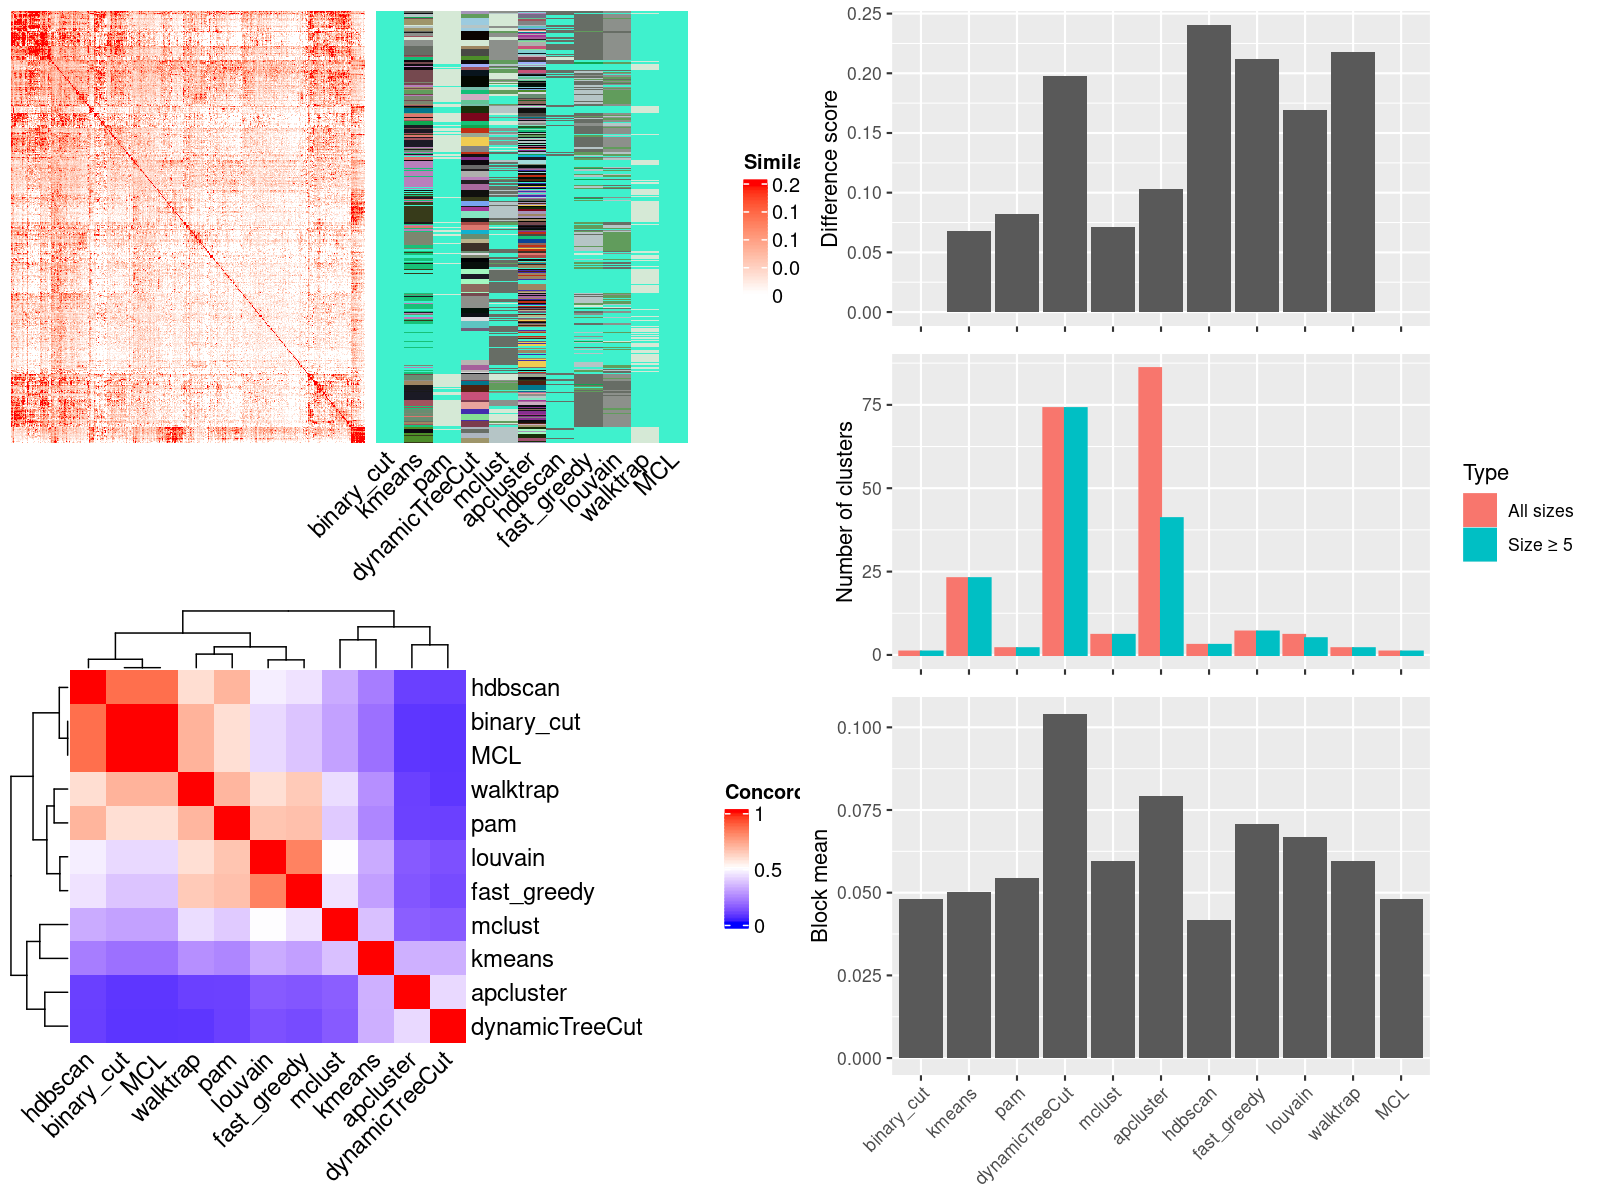 Simila
0.2
0.1
0.1
0.0
0
binary_cut
kmeans
pam
dynamicTreeCut
mclust
apcluster
hdbscan
fast_greedy
louvain
walktrap
MCL
hdbscan
binary_cut
MCL
walktrap
pam
louvain
fast_greedy
mclust
kmeans
apcluster
dynamicTreeCut
hdbscan
binary_cut
MCL
walktrap
pam
louvain
fast_greedy
mclust
kmeans
apcluster
dynamicTreeCut
Concord
1
0.5
0
Difference score
0.25
0.20
0.15
0.10
0.05
0.00
Number of clusters
75
50
25
0
Type
All sizes
Size ≥ 5
Block mean
0.100
0.075
0.050
0.025
0.000
binary_cut
kmeans
pam
dynamicTreeCut
mclust
apcluster
hdbscan
fast_greedy
louvain
walktrap
MCL